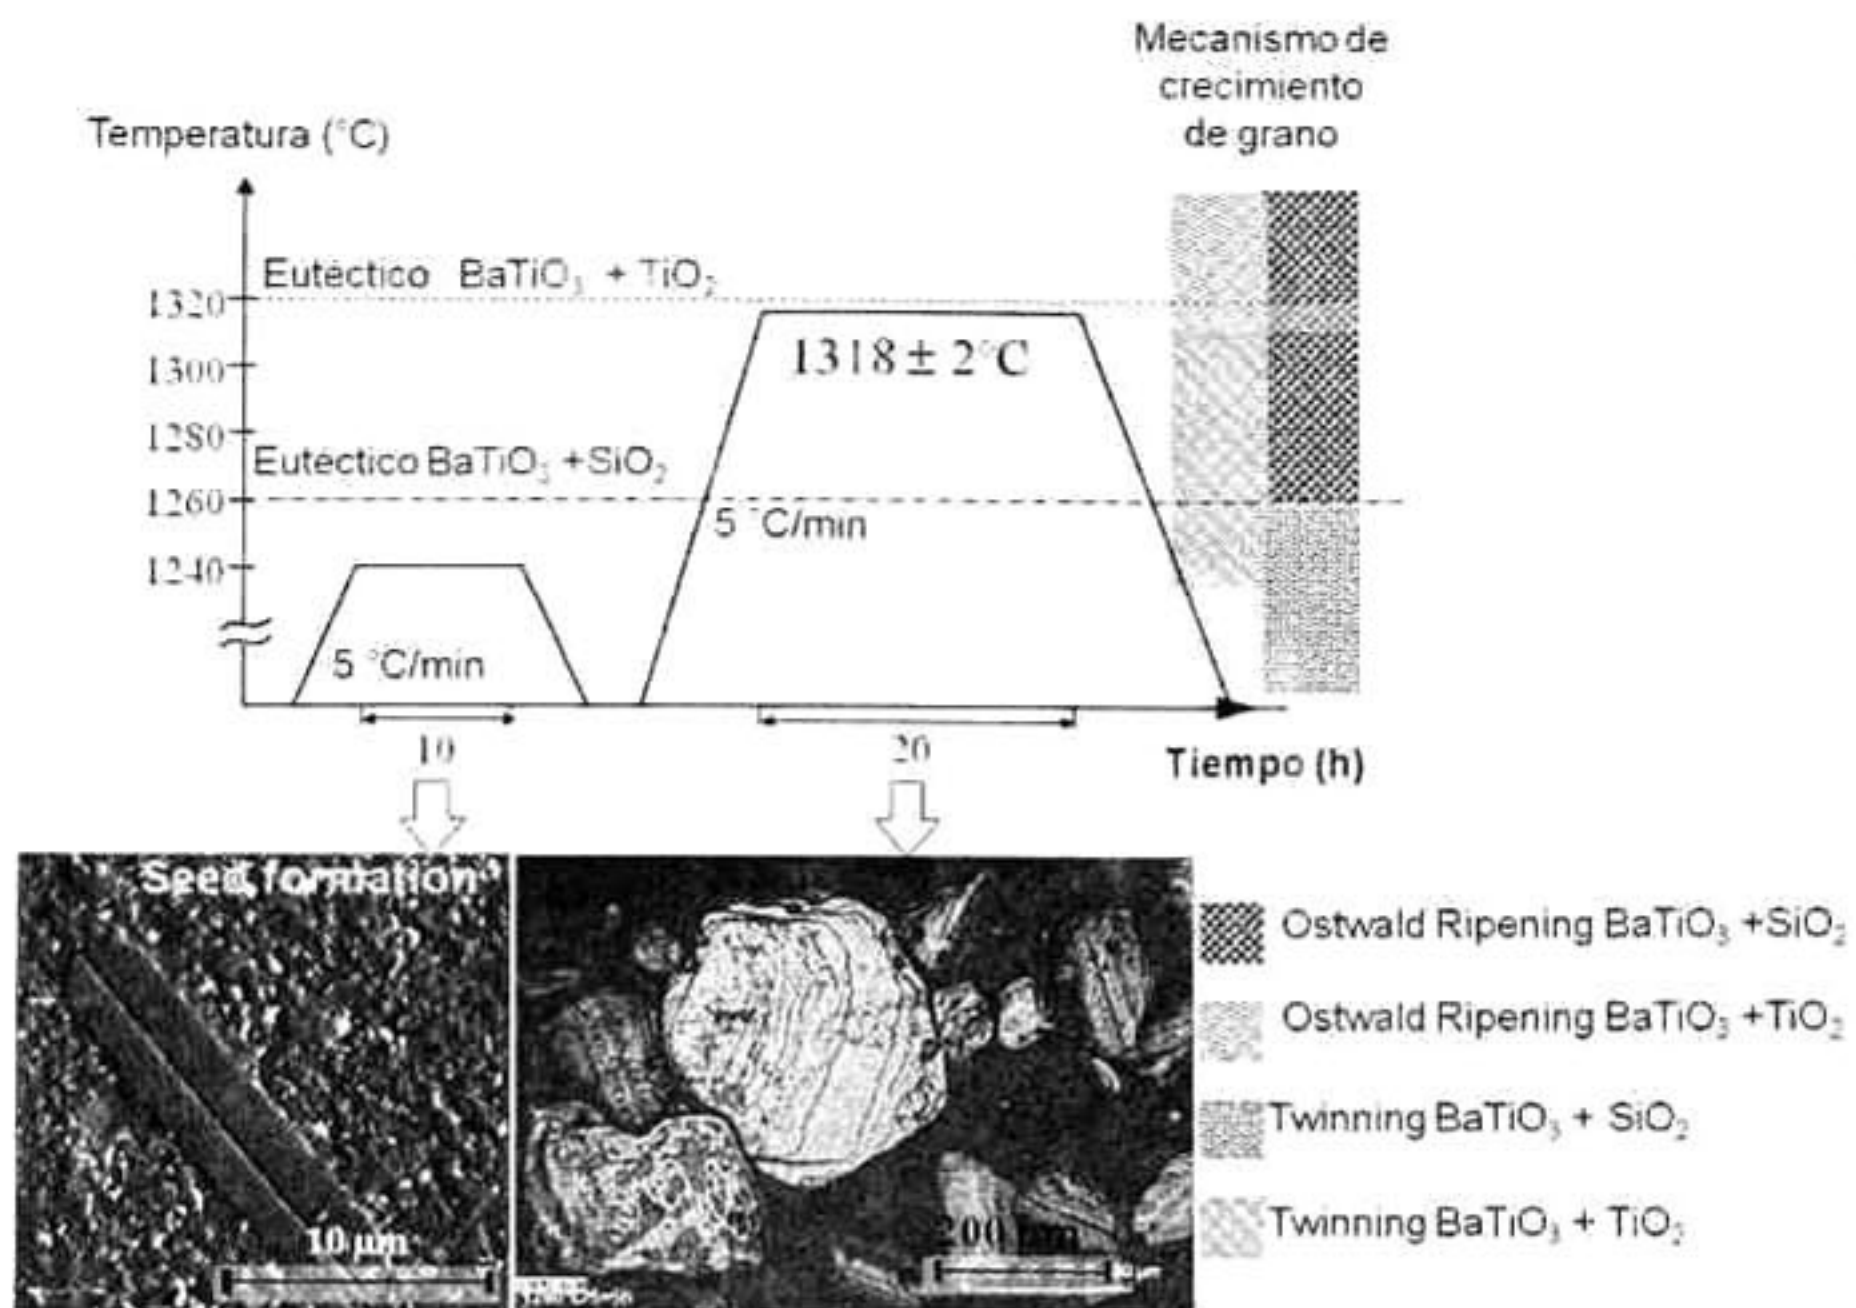 Mecanismo de
crecimiento
de grano
Temperatura (°C)
Eutéctico BaTiO₃ + TiO₂
1320
1318 ± 2 °C
1300
1280
Eutéctico BaTiO₃ +SiO₂
1260
5 °C/min
1240
5 °C/min
10
20
Tiempo (h)
Seed formation
10 µm
200
Ostwald Ripening BaTiO₃ +SiO₂
Ostwald Ripening BaTiO₃ +TiO₂
Twinning BaTiO₃ + SiO₂
Twinning BaTiO₃ + TiO₂